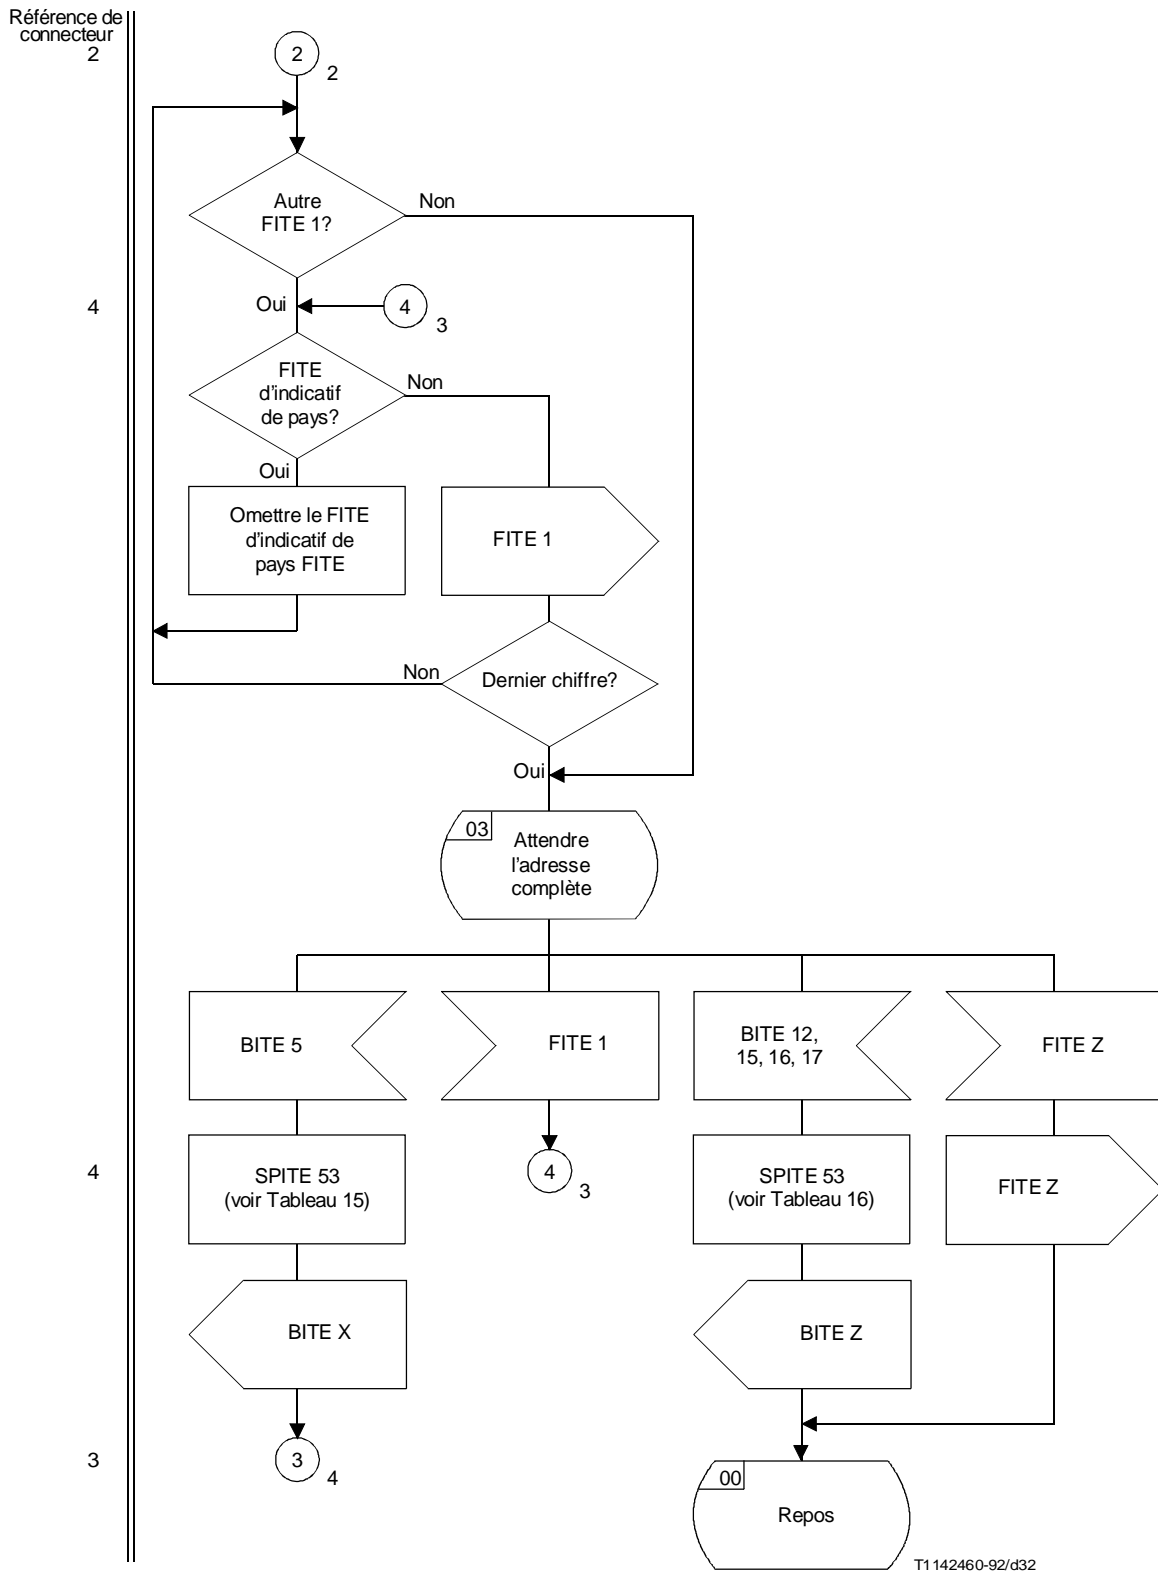 Référence de
connecteur
2
2
2
Autre
FITE 1?
Non
4
Oui
4
3
FITE
d'indicatif
de pays?
Non
Oui
Omettre le FITE
d'indicatif de
pays FITE
FITE 1
Non
Dernier chiffre?
Oui
03
Attendre
l'adresse
complète
BITE 5
FITE 1
BITE 12,
15, 16, 17
FITE Z
4
SPITE 53
(voir Tableau 15)
4
3
SPITE 53
(voir Tableau 16)
FITE Z
BITE X
BITE Z
3
3
4
00
Repos
T1142460-92/d32